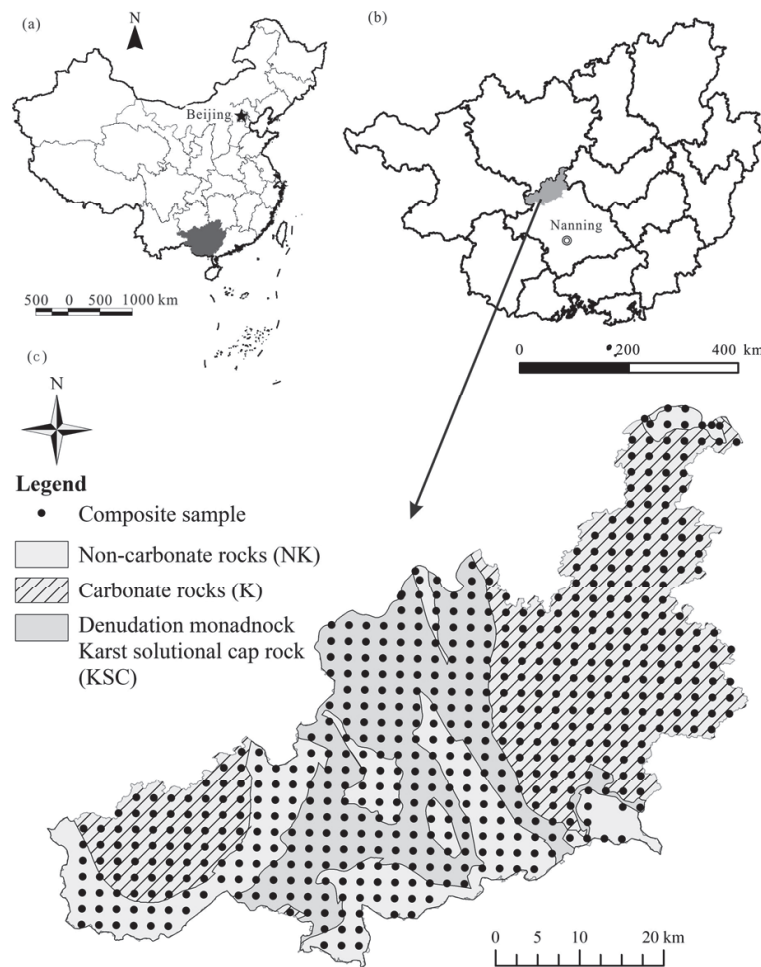 (a)
N
Beijing
500 0 500 1000 km
(b)
Nanning
0 200 400 km
(c)
N
Legend
Composite sample
Non-carbonate rocks (NK)
Carbonate rocks (K)
Denudation monadnock
Karst solutional cap rock
(KSC)
0 5 10 20 km